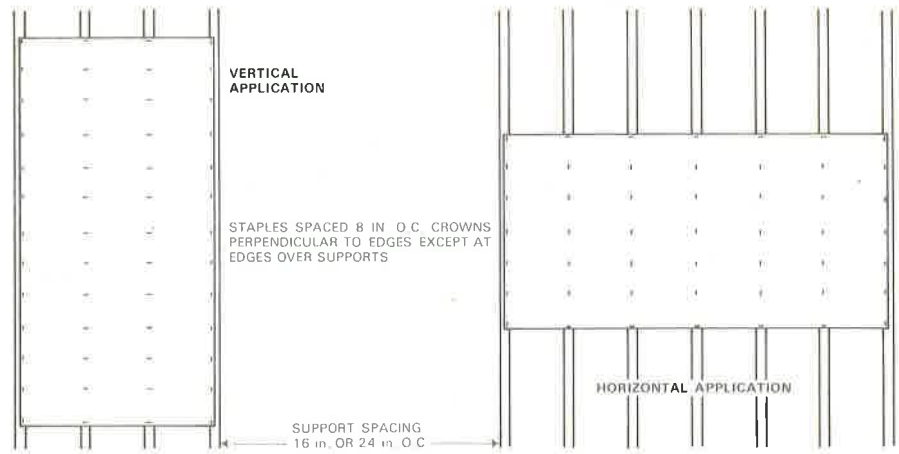 VERTICAL
APPLICATION
STAPLES SPACED 8 IN O.C. CROWNS
PERPENDICULAR TO EDGES EXCEPT AT
EDGES OVER SUPPORTS
HORIZONTAL APPLICATION
SUPPORT SPACING
16 in. OR 24 in O C